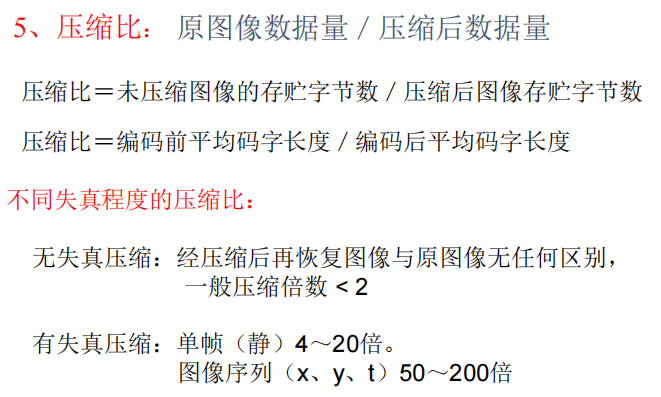 5、压缩比： 原图像数据量／压缩后数据量
压缩比＝未压缩图像的存贮字节数／压缩后图像存贮字节数
压缩比＝编码前平均码字长度／编码后平均码字长度
不同失真程度的压缩比：
无失真压缩：经压缩后再恢复图像与原图像无任何区别，
一般压缩倍数 < 2
有失真压缩：单帧（静）4～20倍。
图像序列（x、y、t）50～200倍